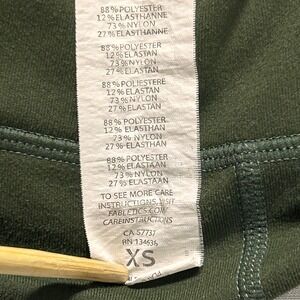 88% POLYESTER
12% ELASTHANNE
73% NYLON
27% ELASTHANNE
88% POLYESTER
12% ELASTAN
73% NYLON
27% ELASTAN
88% POLIESTERE
12% ELASTAN
73% NYLON
27% ELASTAN
88% POLYESTER
12% ELASTHAN
73% NYLON
27% ELASTHAN
88% POLYESTER
12% ELASTAAN
73% NYLON
27% ELASTAAN
TO SEE MORE CARE
INSTRUCTIONS, VISIT
FABLETICS.COM/
CAREINSTRUCTIONS
CA 57737
RN 134636
XS